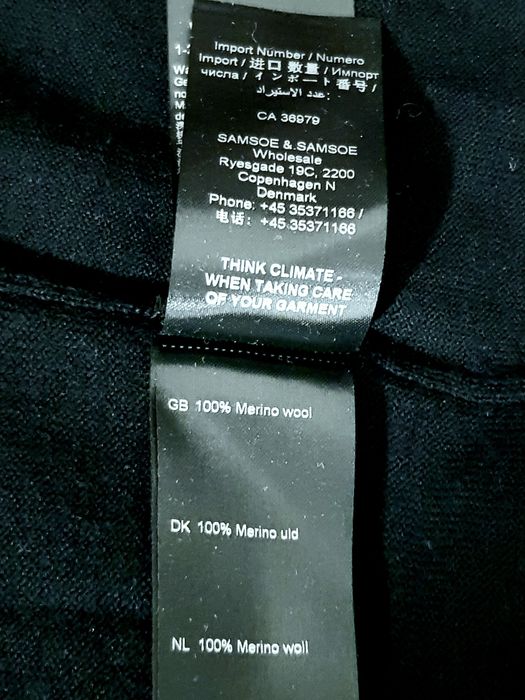 Import Number / Numero
Import / 进口 数量 / Импорт
числа / インポート 番号 /
عدد الاستيراد:
CA 36979
SAMSOE & SAMSOE
Wholesale
Ryesgade 19C, 2200
Copenhagen N
Denmark
Phone: +45 35371166 /
电话: +45 35371166
THINK CLIMATE -
WHEN TAKING CARE
OF YOUR GARMENT
GB 100% Merino wool
DK 100% Merino uld
NL 100% Merino woll